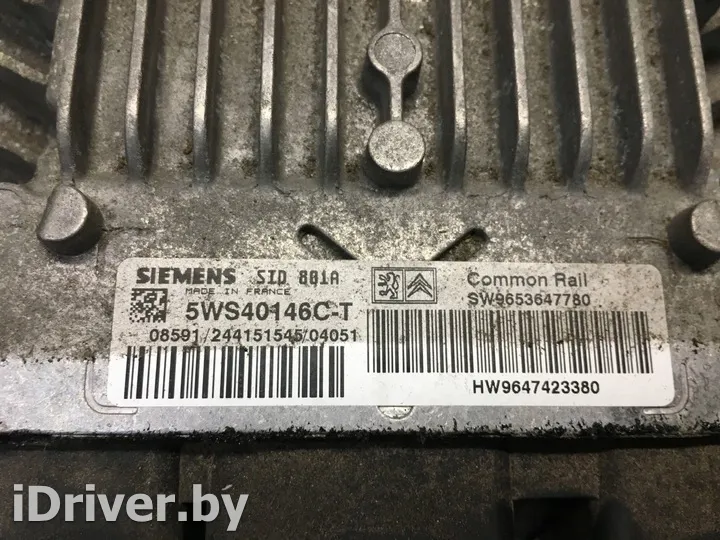 SIEMENS SID 801A
MADE IN FRANCE
5WS40146C-T
08591/244151545/04051
Common Rail
SW9653647780
HW9647423380
iDriver.by